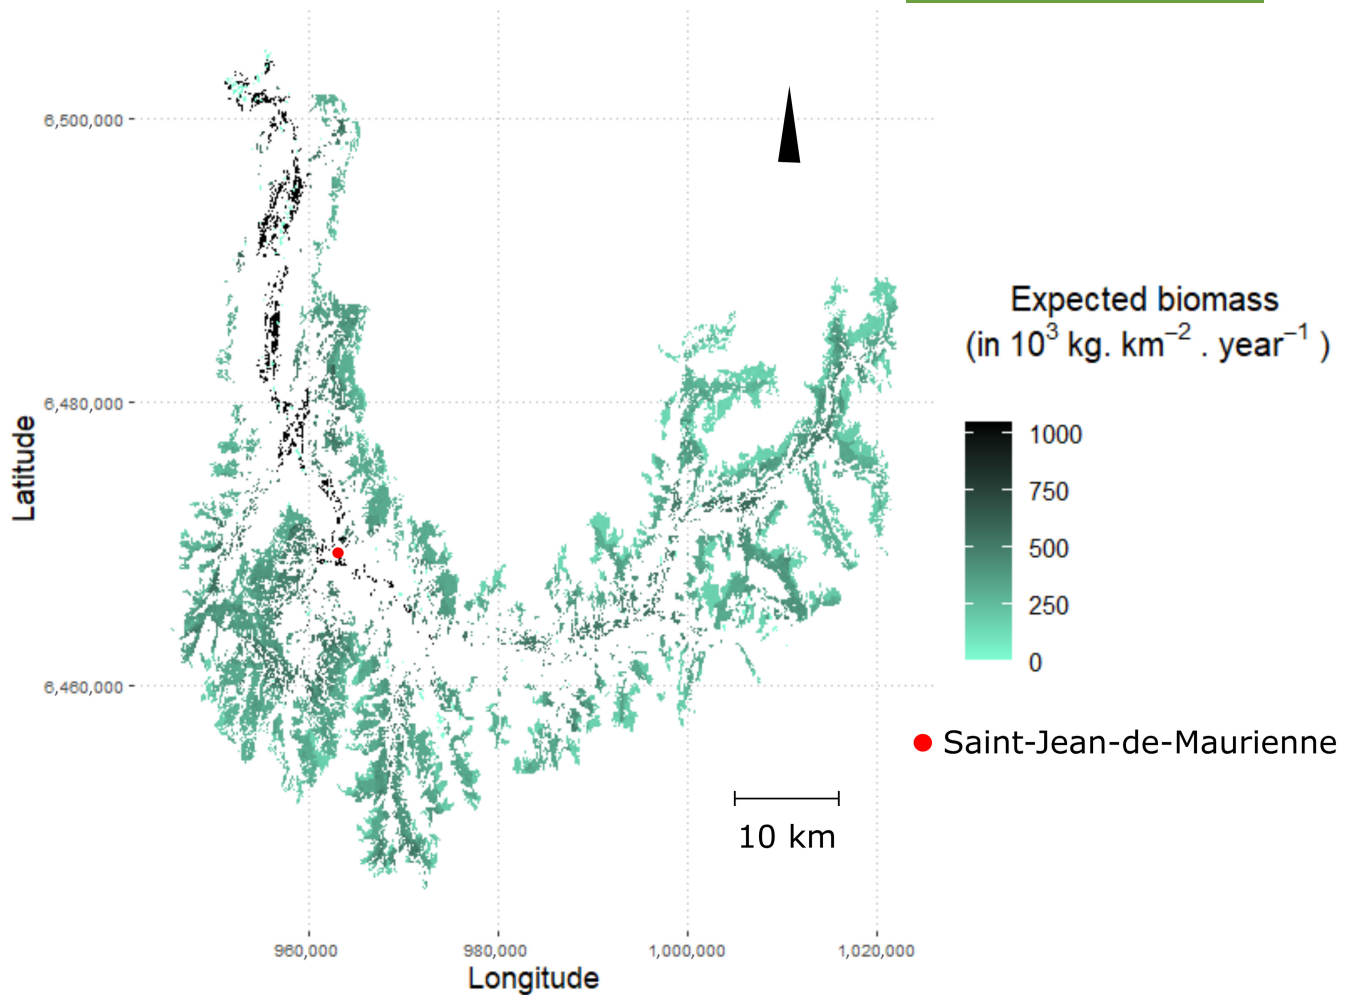 6,500,000
6,480,000
6,460,000
Latitude
960,000
980,000
1,000,000
1,020,000
Longitude
10 km
Expected biomass
(in 10³ kg. km⁻² . year⁻¹ )
1000
750
500
250
0
Saint-Jean-de-Maurienne